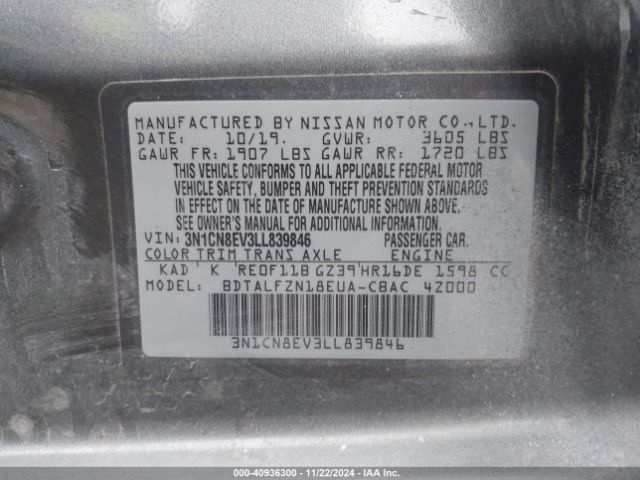 MANUFACTURED BY NISSAN MOTOR CO.,LTD.
DATE: 10/19. GVWR: 3605 LBS
GAWR FR: 1907 LBS GAWR RR: 1720 LBS
THIS VEHICLE CONFORMS TO ALL APPLICABLE FEDERAL MOTOR
VEHICLE SAFETY, BUMPER AND THEFT PREVENTION STANDARDS
IN EFFECT ON THE DATE OF MANUFACTURE SHOWN ABOVE.
SEE OWNER'S MANUAL FOR ADDITIONAL INFORMATION.
VIN: 3N1CN8EV3LL839846 PASSENGER CAR.
COLOR TRIM TRANS AXLE ENGINE
KAD K RE0F11B GZ39 HR16DE 1598 CC
MODEL: BDTALFZN18EUA-CBAC 4Z000
3N1CN8EV3LL839846
000-40936300 - 11/22/2024 - IAA Inc.